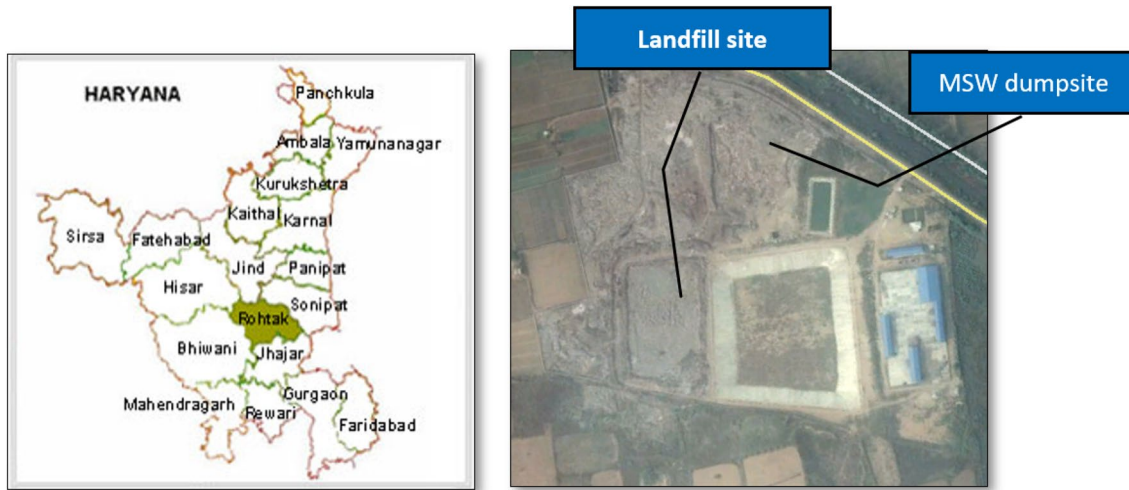 HARYANA
Panchkula
Ambala
Yamunanagar
Kurukshetra
Kaithal
Karnal
Sirsa
Fatehabad
Jind
Panipat
Hisar
Sonipat
Rohtak
Bhiwani
Jhajar
Mahendragarh
Gurgaon
Rewari
Faridabad
Landfill site
MSW dumpsite